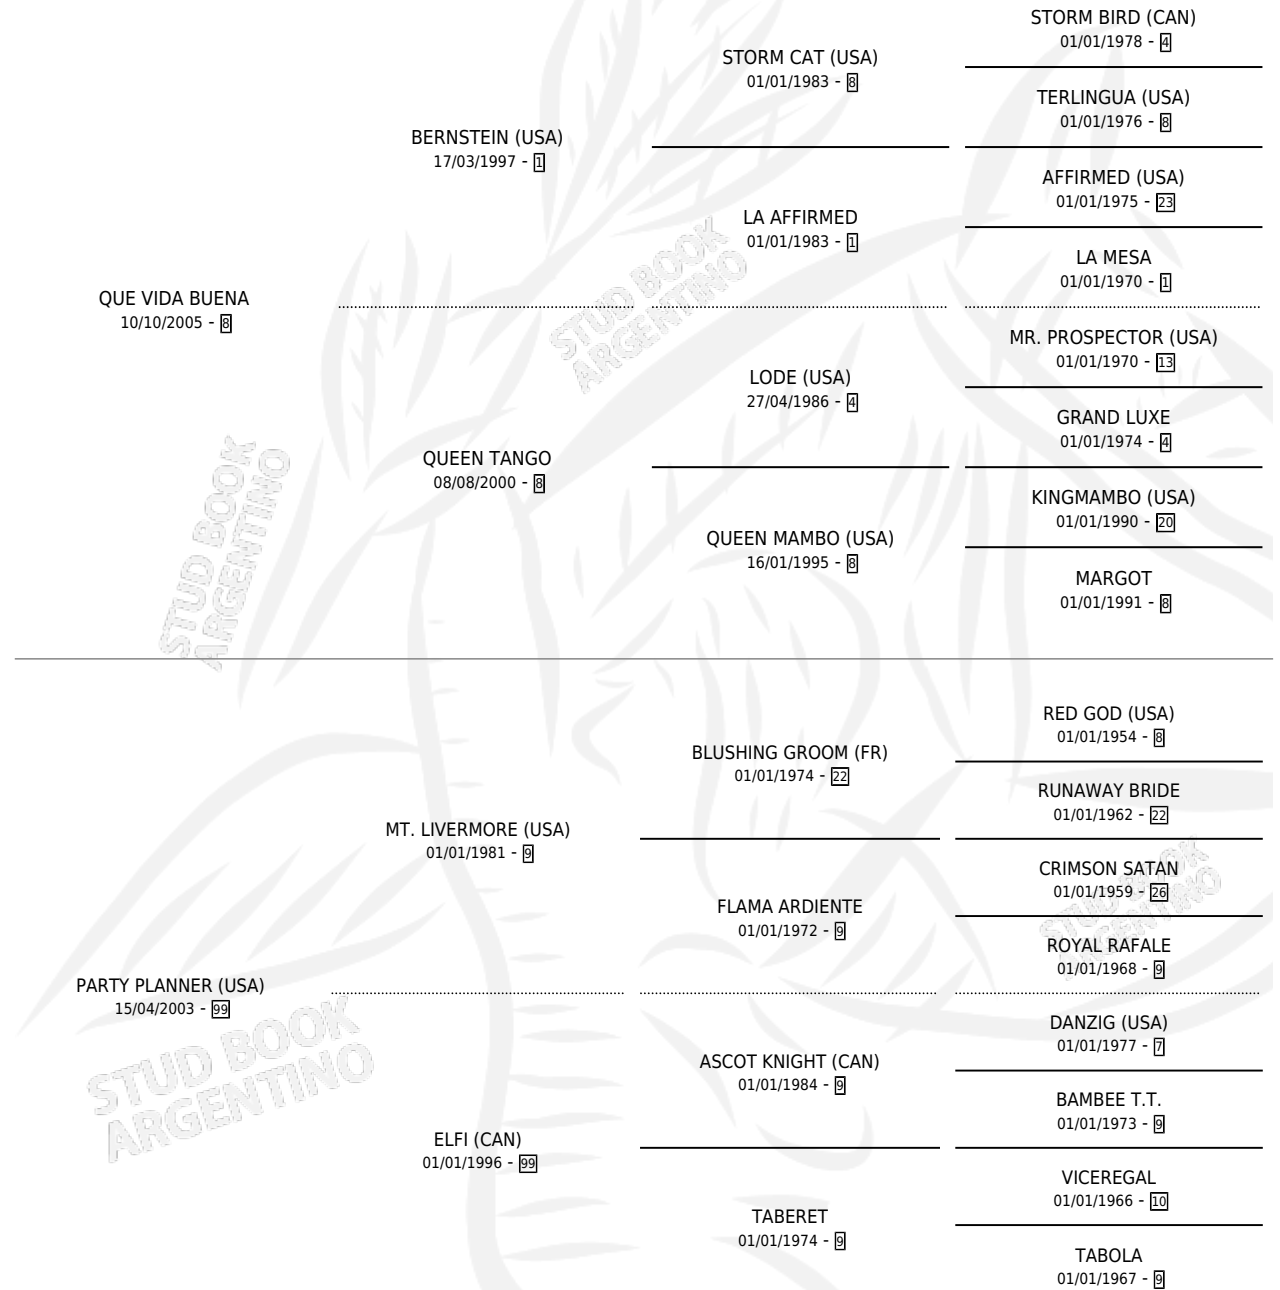 STORM BIRD (CAN)
01/01/1978 - 4
STORM CAT (USA)
01/01/1983 - 8
TERLINGUA (USA)
01/01/1976 - 8
BERNSTEIN (USA)
17/03/1997 - 1
AFFIRMED (USA)
01/01/1975 - 23
LA AFFIRMED
01/01/1983 - 1
LA MESA
01/01/1970 - 1
QUE VIDA BUENA
10/10/2005 - 8
MR. PROSPECTOR (USA)
01/01/1970 - 13
LODE (USA)
27/04/1986 - 4
GRAND LUXE
01/01/1974 - 4
QUEEN TANGO
08/08/2000 - 8
KINGMAMBO (USA)
01/01/1990 - 20
QUEEN MAMBO (USA)
16/01/1995 - 8
MARGOT
01/01/1991 - 8
STUD BOOK
ARGENTINO
STUD BOOK
ARGENTINO
RED GOD (USA)
01/01/1954 - 8
BLUSHING GROOM (FR)
01/01/1974 - 22
RUNAWAY BRIDE
01/01/1962 - 22
MT. LIVERMORE (USA)
01/01/1981 - 9
CRIMSON SATAN
01/01/1959 - 26
FLAMA ARDIENTE
01/01/1972 - 9
ROYAL RAFALE
01/01/1968 - 9
STUD BOOK
ARGENTINO
PARTY PLANNER (USA)
15/04/2003 - 99
DANZIG (USA)
01/01/1977 - 7
ASCOT KNIGHT (CAN)
01/01/1984 - 9
BAMBEE T.T.
01/01/1973 - 9
ELFI (CAN)
01/01/1996 - 99
VICEREGAL
01/01/1966 - 10
TABERET
01/01/1974 - 9
TABOLA
01/01/1967 - 9
STUD BOOK
ARGENTINO